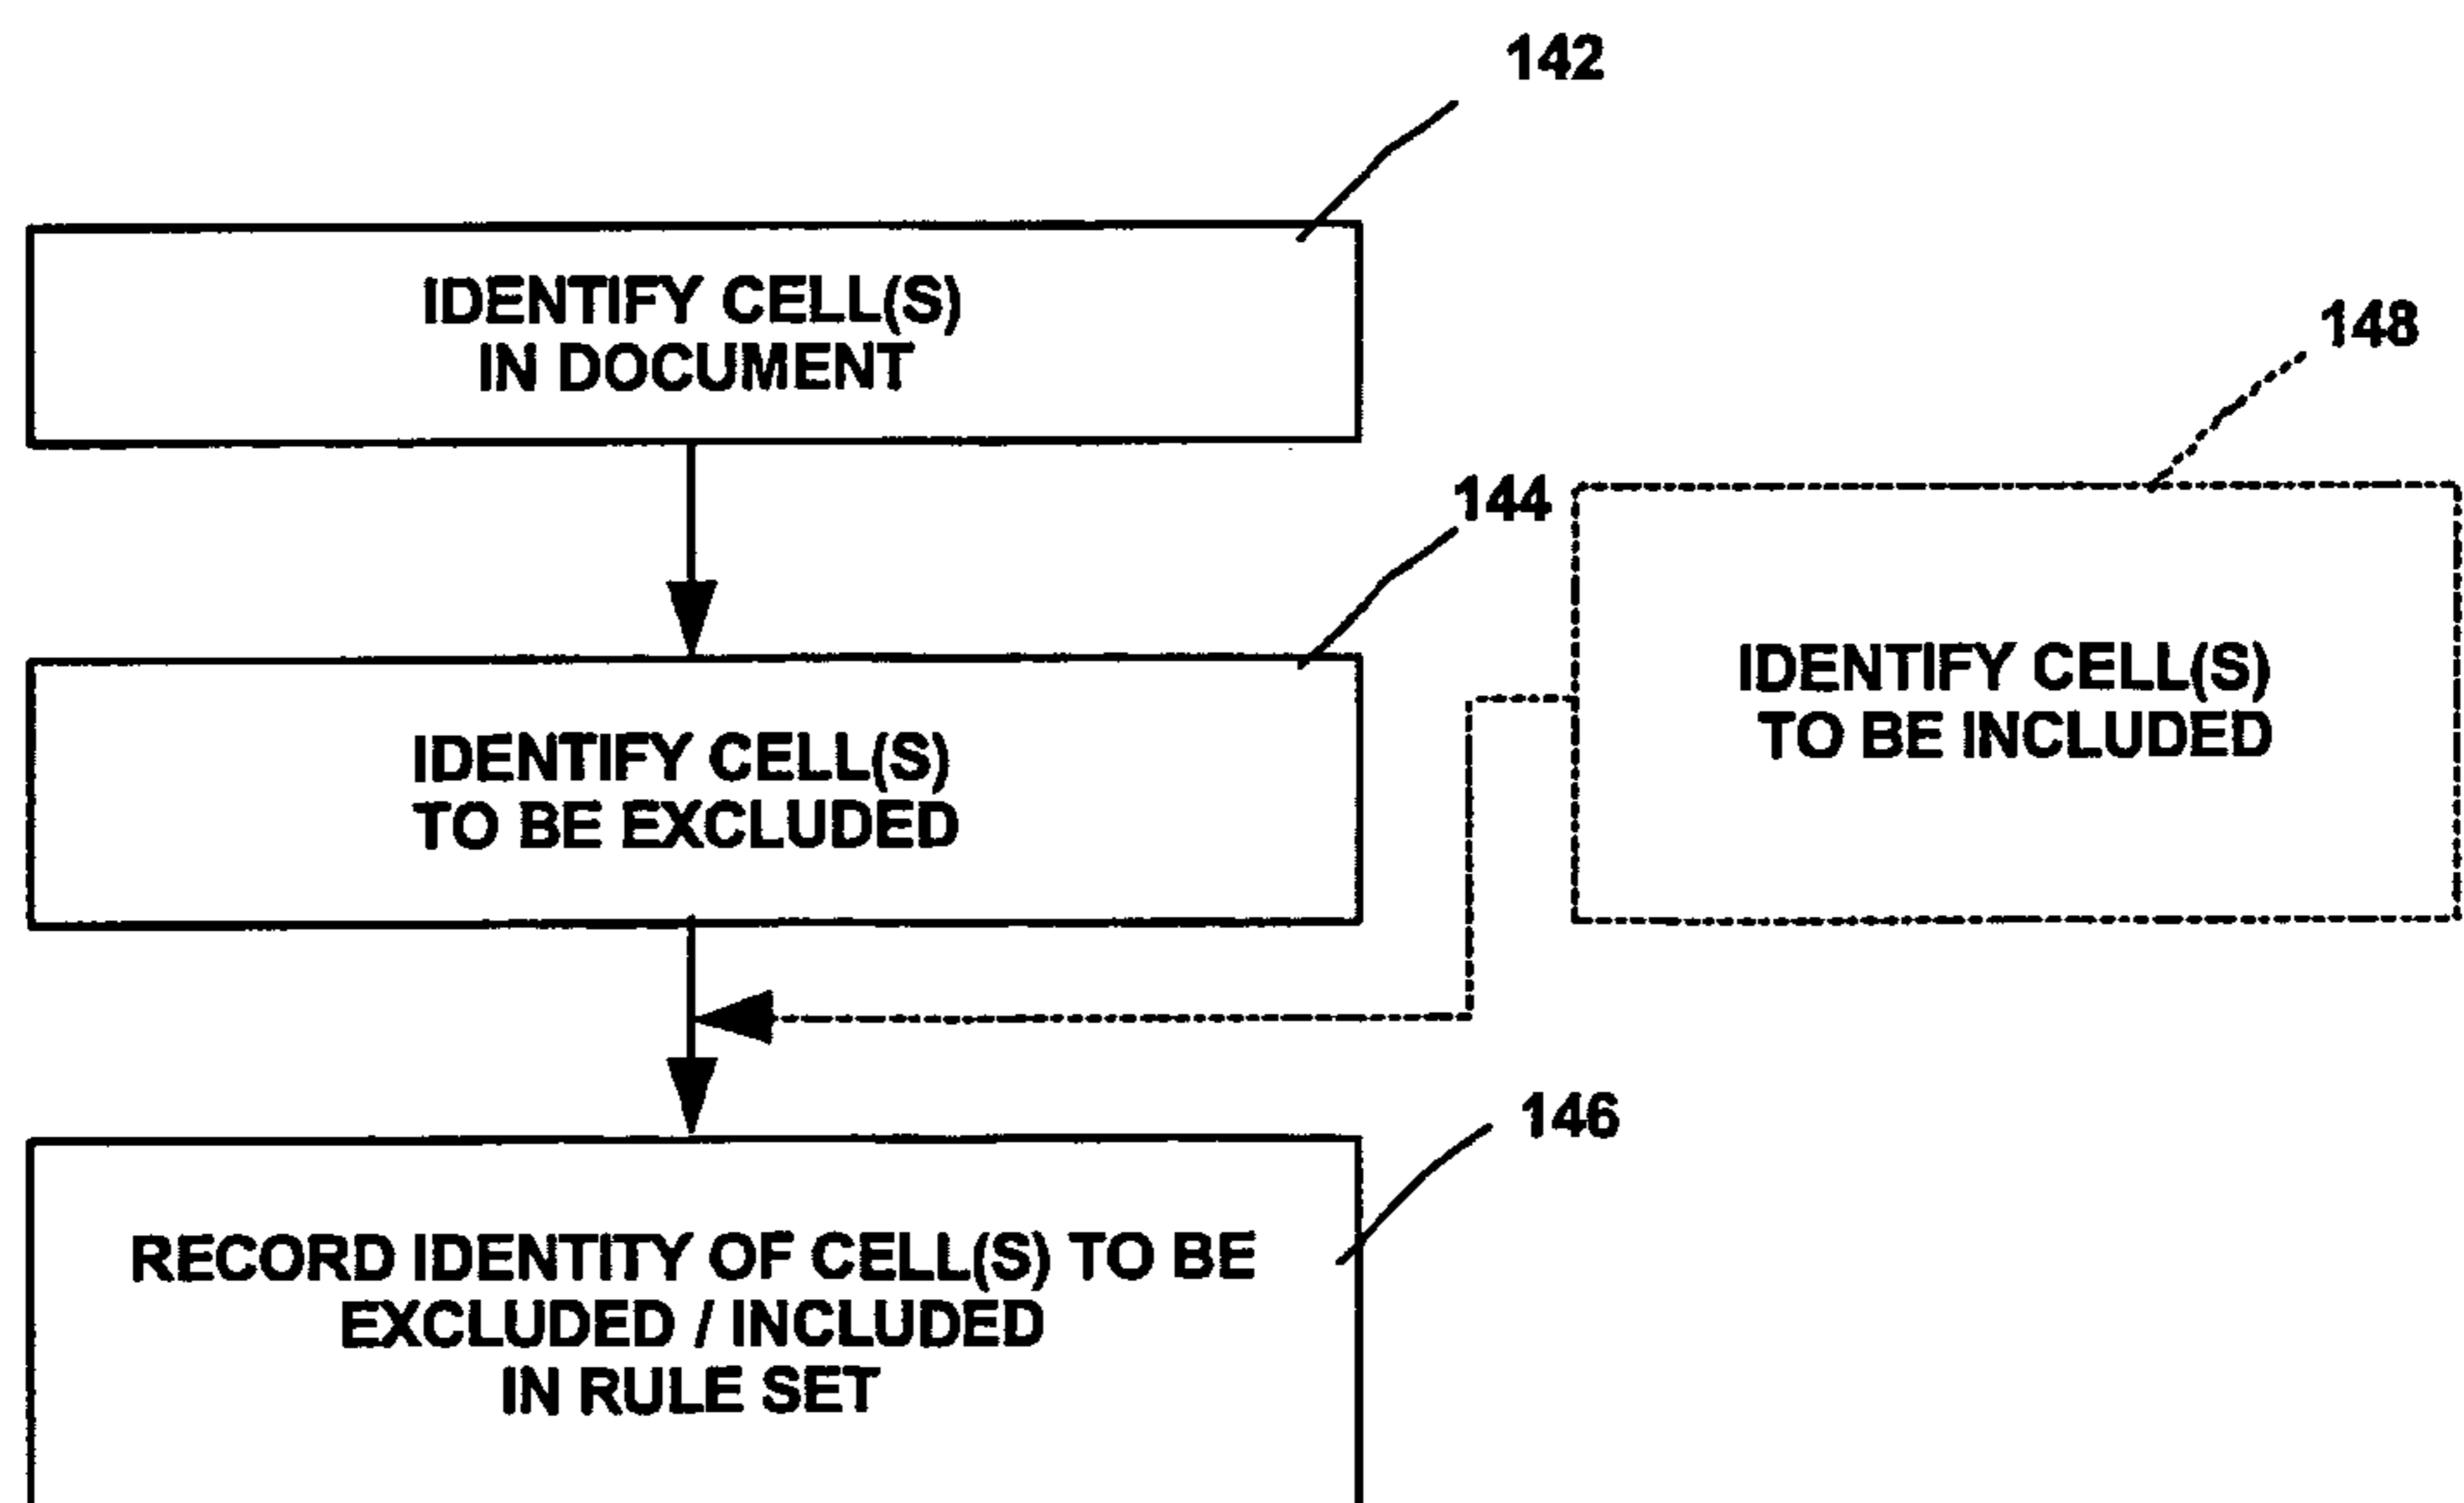 142
IDENTIFY CELL(S)
IN DOCUMENT
148
144
IDENTIFY CELL(S)
TO BE INCLUDED
IDENTIFY CELL(S)
TO BE EXCLUDED
146
RECORD IDENTITY OF CELL(S) TO BE
EXCLUDED / INCLUDED
IN RULE SET